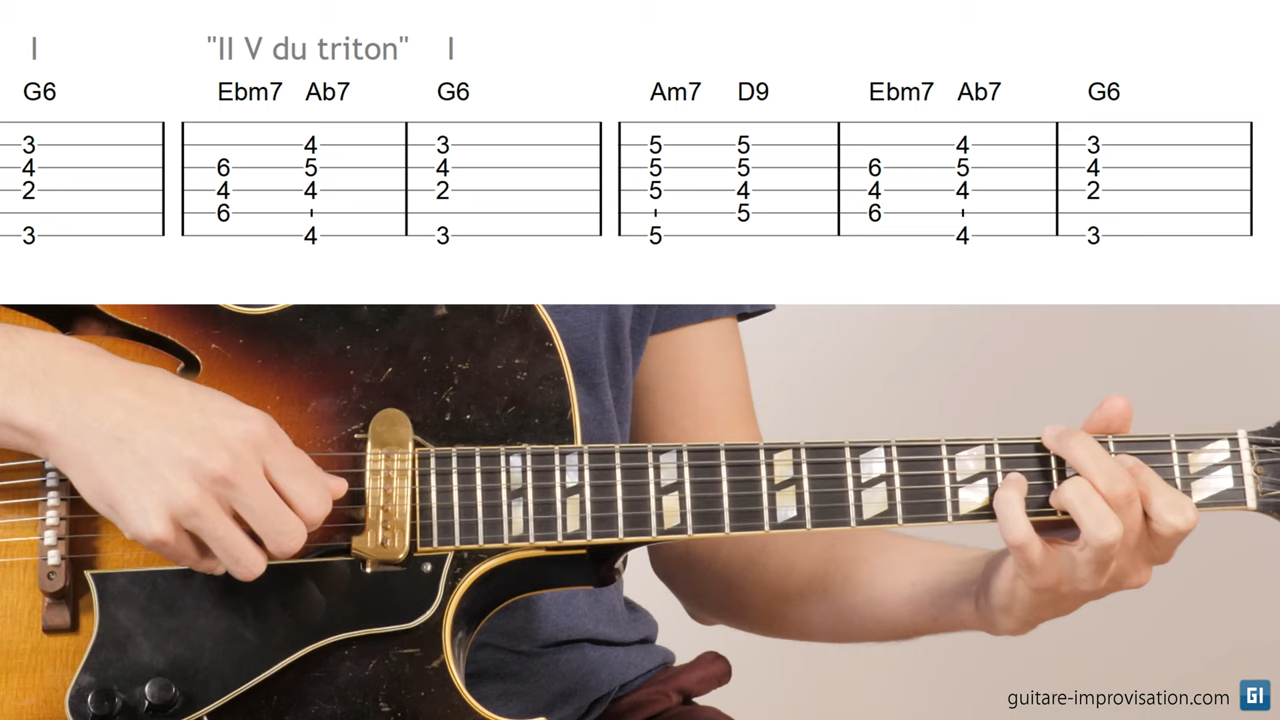 I "II V du triton" I
G6 Ebm7 Ab7 G6 Am7 D9 Ebm7 Ab7 G6
3 4 3 5 5 4 3
4 6 5 4 5 5 6 5 4
2 4 4 2 5 4 4 4 2
6 5 6
3 4 3 5 4 3
guitare-improvisation.com GI